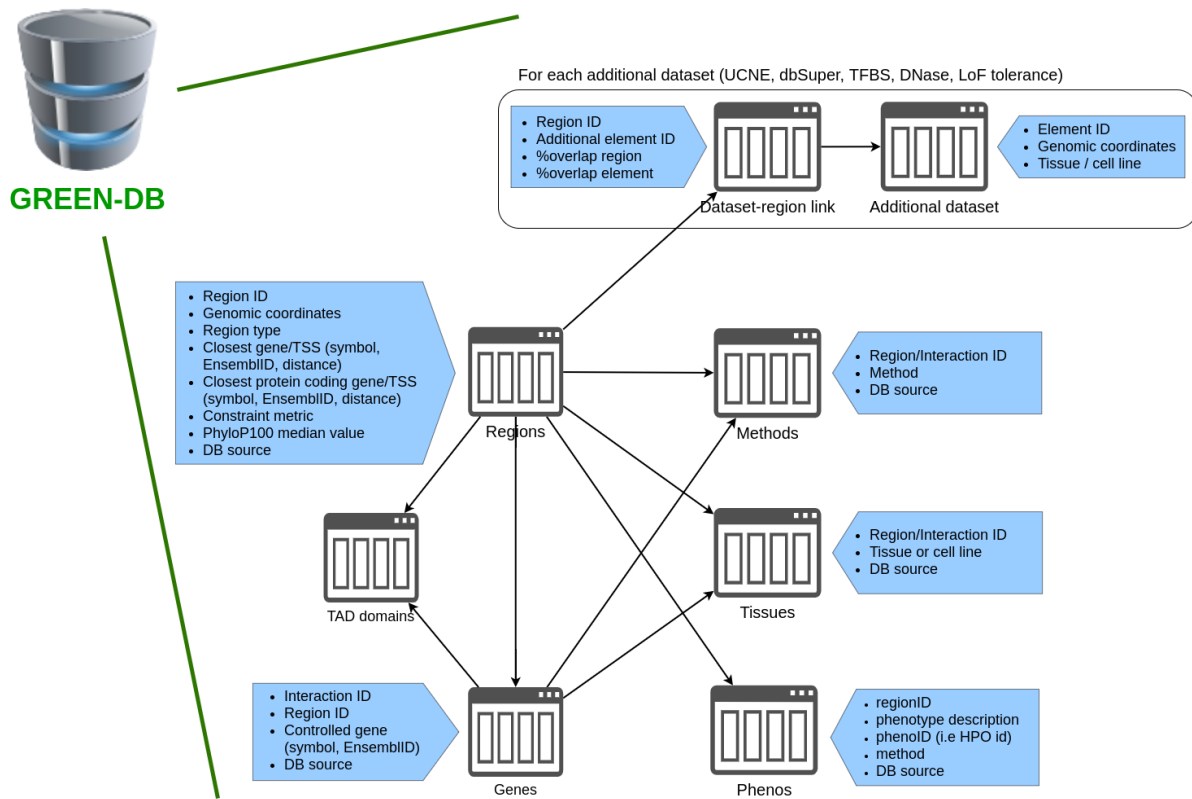 For each additional dataset (UCNE, dbSuper, TFBS, DNase, LoF tolerance)
GREEN-DB
• Region ID
• Additional element ID
• %overlap region
• %overlap element
Dataset-region link
Additional dataset
• Element ID
• Genomic coordinates
• Tissue / cell line
• Region ID
• Genomic coordinates
• Region type
• Closest gene/TSS (symbol,
EnsemblID, distance)
• Closest protein coding gene/TSS
(symbol, EnsemblID, distance)
• Constraint metric
• PhyloP100 median value
• DB source
Regions
Methods
• Region/Interaction ID
• Method
• DB source
TAD domains
Tissues
• Region/Interaction ID
• Tissue or cell line
• DB source
• Interaction ID
• Region ID
• Controlled gene
(symbol, EnsemblID)
• DB source
Genes
Phenos
• regionID
• phenotype description
• phenoID (i.e HPO id)
• method
• DB source